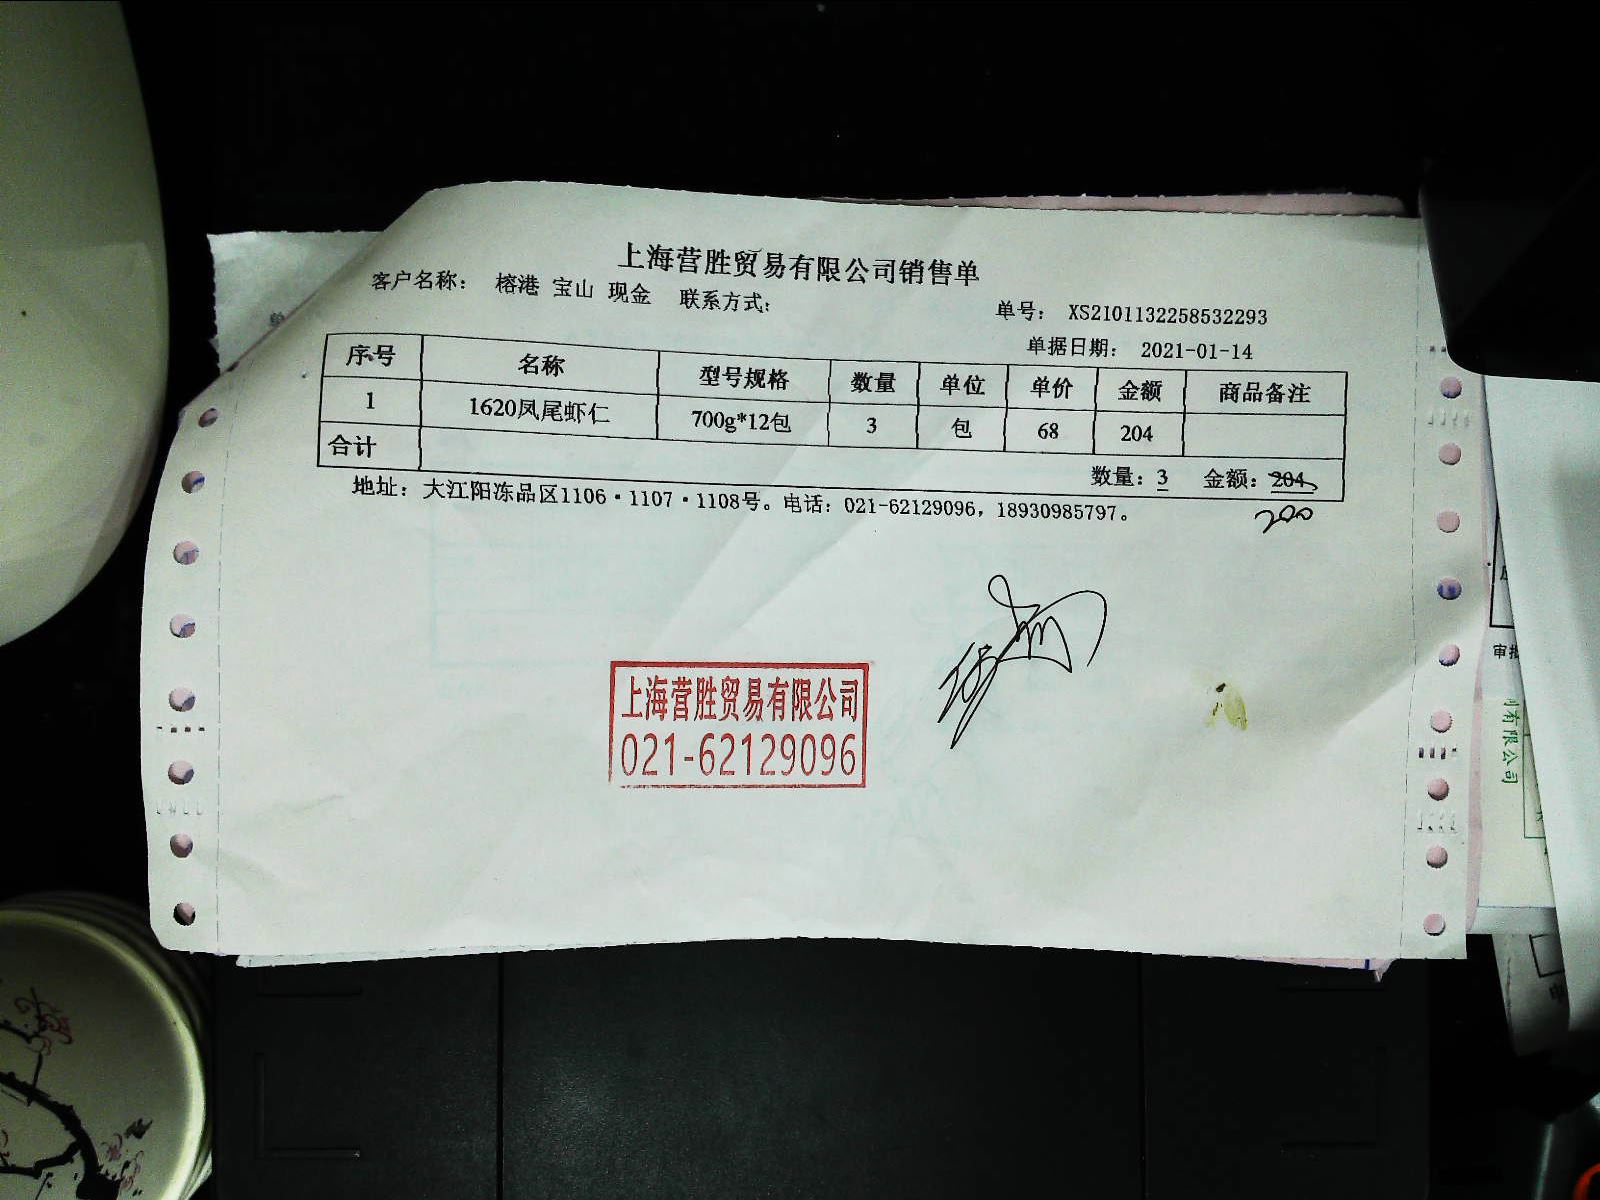 上海营胜贸易有限公司销售单
客户名称： 榕港 宝山 现金 联系方式：
单号： XS2101132258532293
单据日期： 2021-01-14
序号 名称 型号规格 数量 单位 单价 金额 商品备注
1 1620凤尾虾仁 700g*12包 3 包 68 204
合计 数量：3 金额：204
200
地址：大江阳冻品区1106·1107·1108号。电话：021-62129096，18930985797。
上海营胜贸易有限公司
021-62129096
审批
有限公司